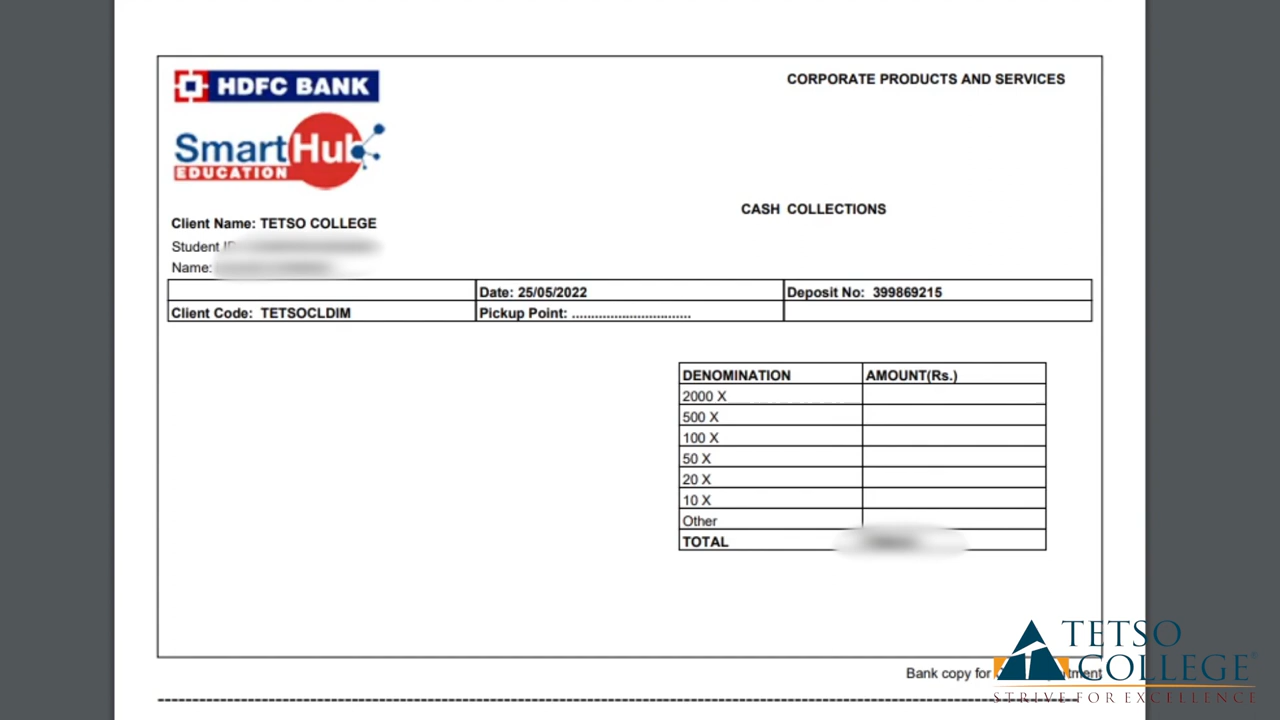 HDFC BANK
CORPORATE PRODUCTS AND SERVICES
SmartHub
EDUCATION
CASH COLLECTIONS
Client Name: TETSO COLLEGE
Student
Name:
Date: 25/05/2022
Deposit No: 399869215
Client Code: TETSOCLDIM
Pickup Point: ...............................
DENOMINATION AMOUNT(Rs.)
2000 X
500 X
100 X
50 X
20 X
10 X
Other
TOTAL
Bank copy for
TETSO
COLLEGE®
STRIVE FOR EXCELLENCE